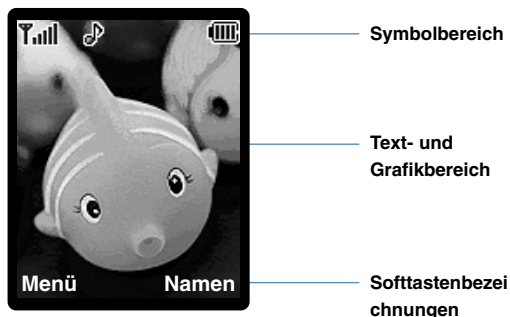 Symbolbereich
Text- und
Grafikbereich
Menü Namen
Softtastenbezei
chnungen